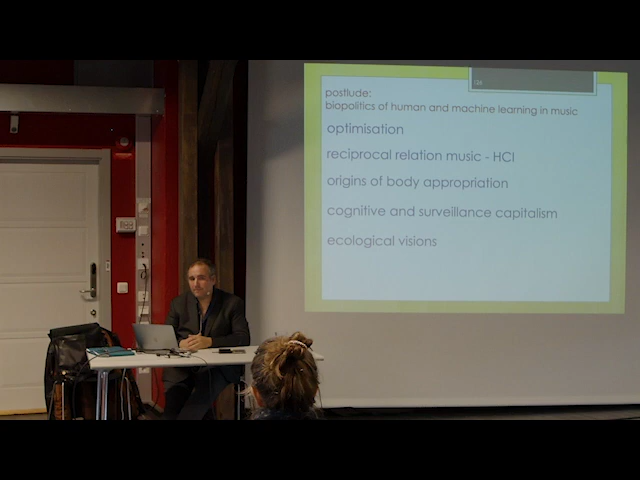 postlude:
biopolitics of human and machine learning in music
optimisation
reciprocal relation music - HCI
origins of body appropriation
cognitive and surveillance capitalism
ecological visions